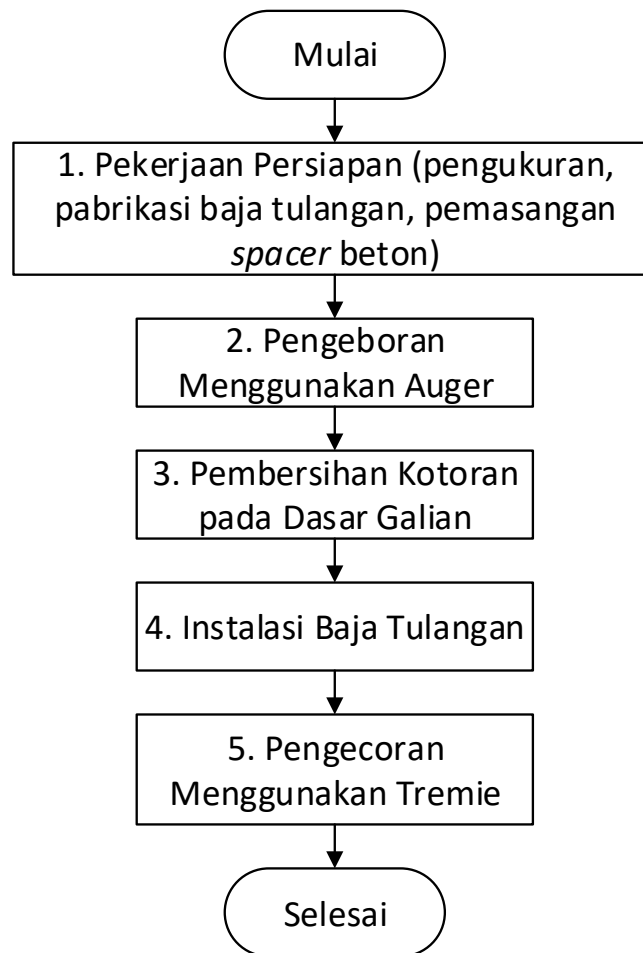 Mulai
1. Pekerjaan Persiapan (pengukuran,
pabrikasi baja tulangan, pemasangan
spacer beton)
2. Pengeboran
Menggunakan Auger
3. Pembersihan Kotoran
pada Dasar Galian
4. Instalasi Baja Tulangan
5. Pengecoran
Menggunakan Tremie
Selesai